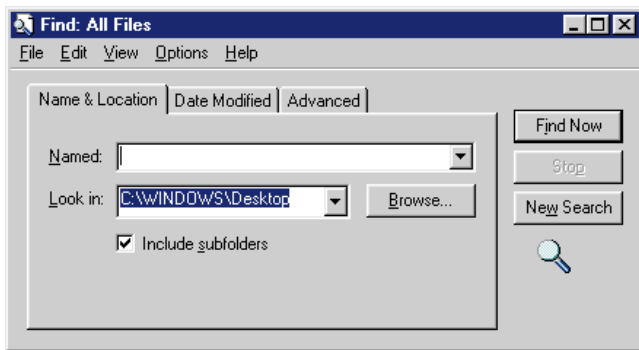 Find: All Files
File Edit View Options Help
Name & Location Date Modified Advanced
Find Now
Named:
Stop
Look in: C:\WINDOWS\Desktop Browse... New Search
Include subfolders